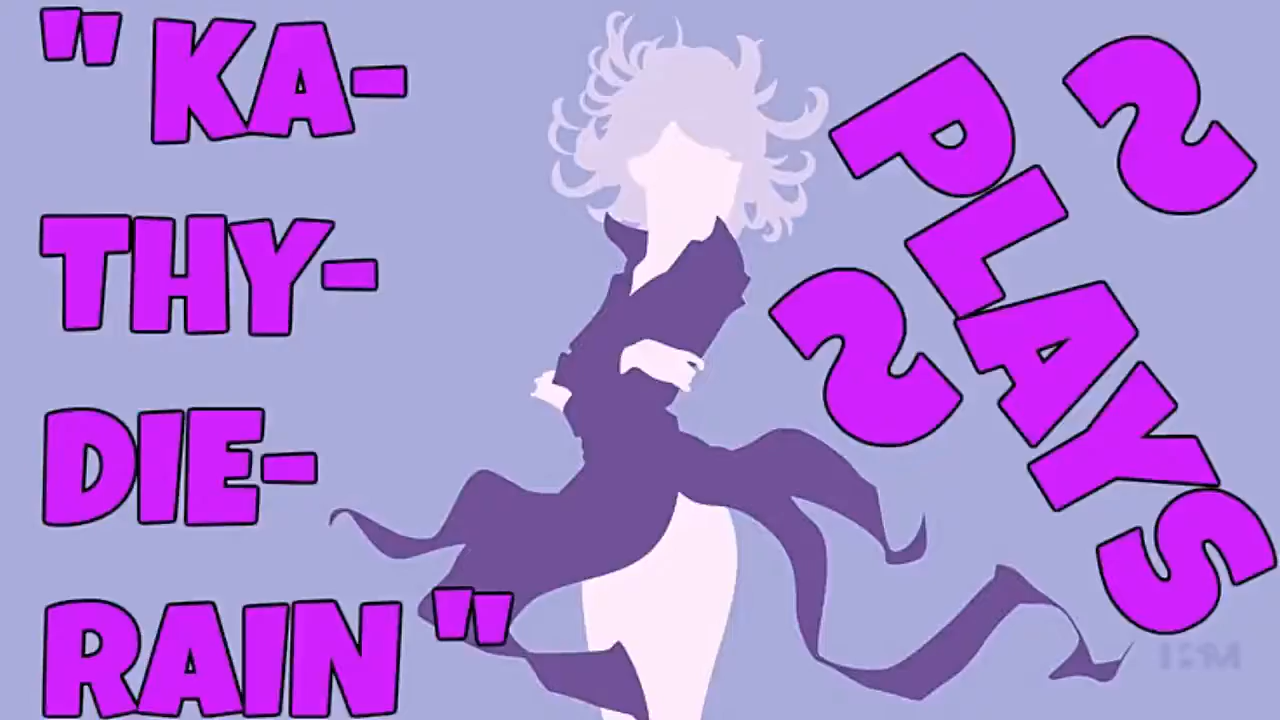 " KA-
THY-
DIE-
RAIN "
~
PLAYS
~